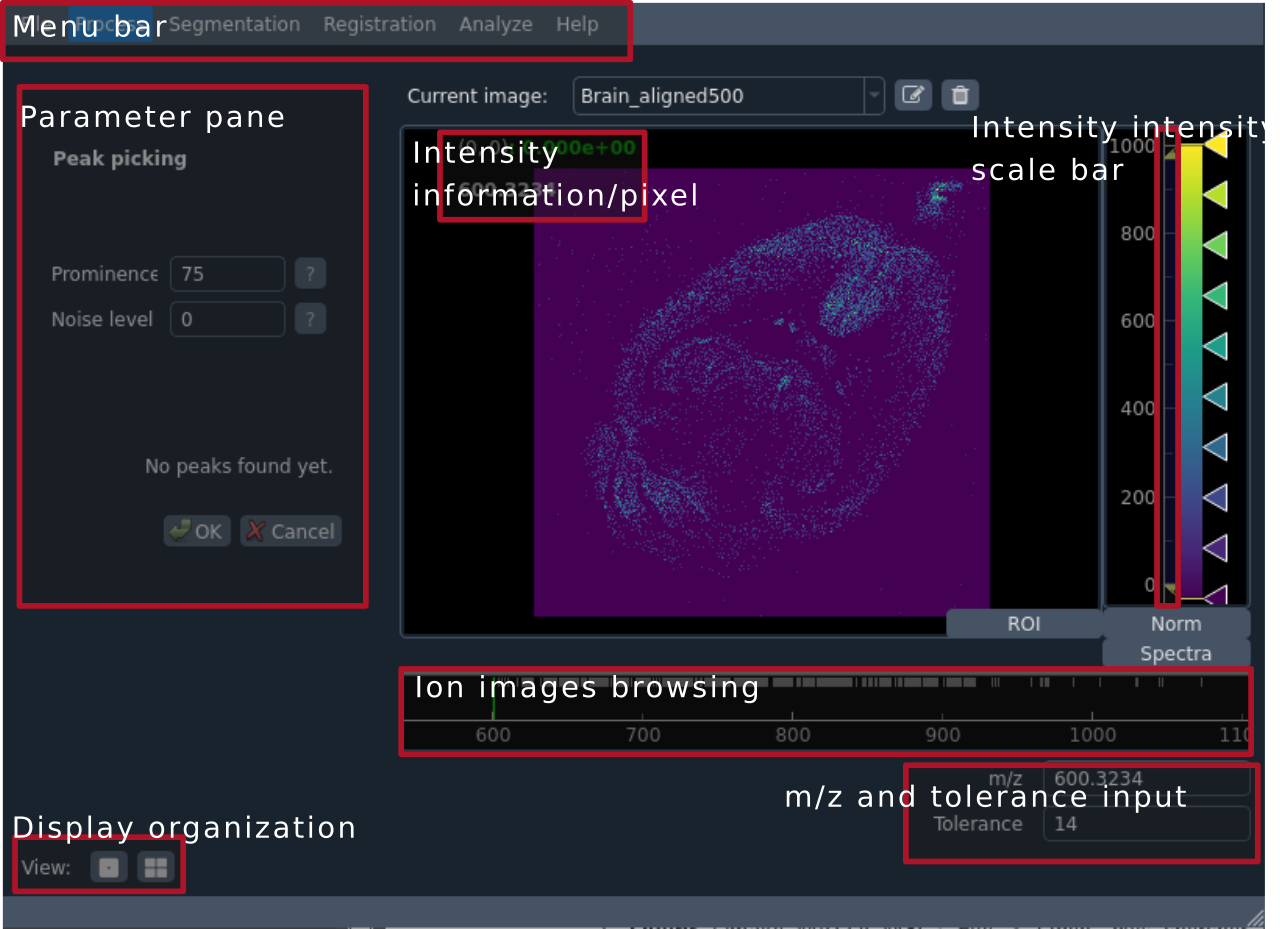 Menu bar
Process Segmentation Registration Analyze Help
Parameter pane
Peak picking
Prominence 75 ?
Noise level 0 ?
No peaks found yet.
OK Cancel
Current image: Brain_aligned500
Intensity
information/pixel
(0, 0): 0.000e+00
600.3234
Intensity intensity
scale bar
1000
800
600
400
200
0
ROI Norm
Spectra
Ion images browsing
600 700 800 900 1000 110
m/z 600.3234
m/z and tolerance input
Tolerance 14
Display organization
View: